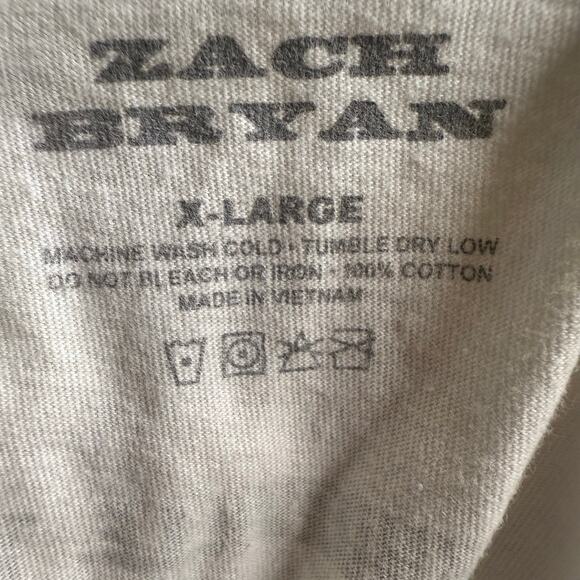 ZACH
BRYAN
X-LARGE
MACHINE WASH COLD • TUMBLE DRY LOW
DO NOT BLEACH OR IRON • 100% COTTON
MADE IN VIETNAM